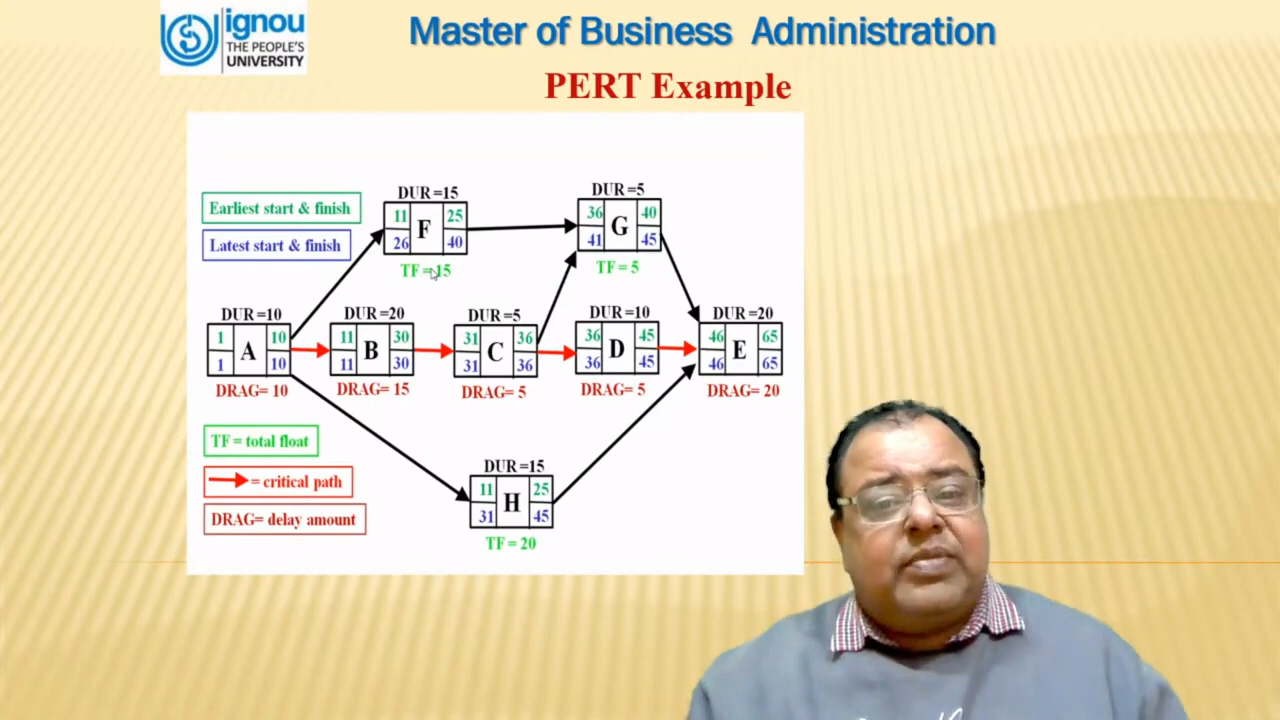 ignou
THE PEOPLE'S
UNIVERSITY
Master of Business Administration
PERT Example
Earliest start & finish
Latest start & finish
DUR =15
11 F 25
26 40
TF = 15
DUR =5
36 G 40
41 45
TF = 5
DUR =10
1 A 10
1 10
DRAG= 10
DUR =20
11 B 30
11 30
DRAG= 15
DUR =5
31 C 36
31 36
DRAG= 5
DUR =10
36 D 45
36 45
DRAG= 5
DUR =20
46 E 65
46 65
DRAG= 20
TF = total float
= critical path
DRAG= delay amount
DUR =15
11 H 25
31 45
TF = 20